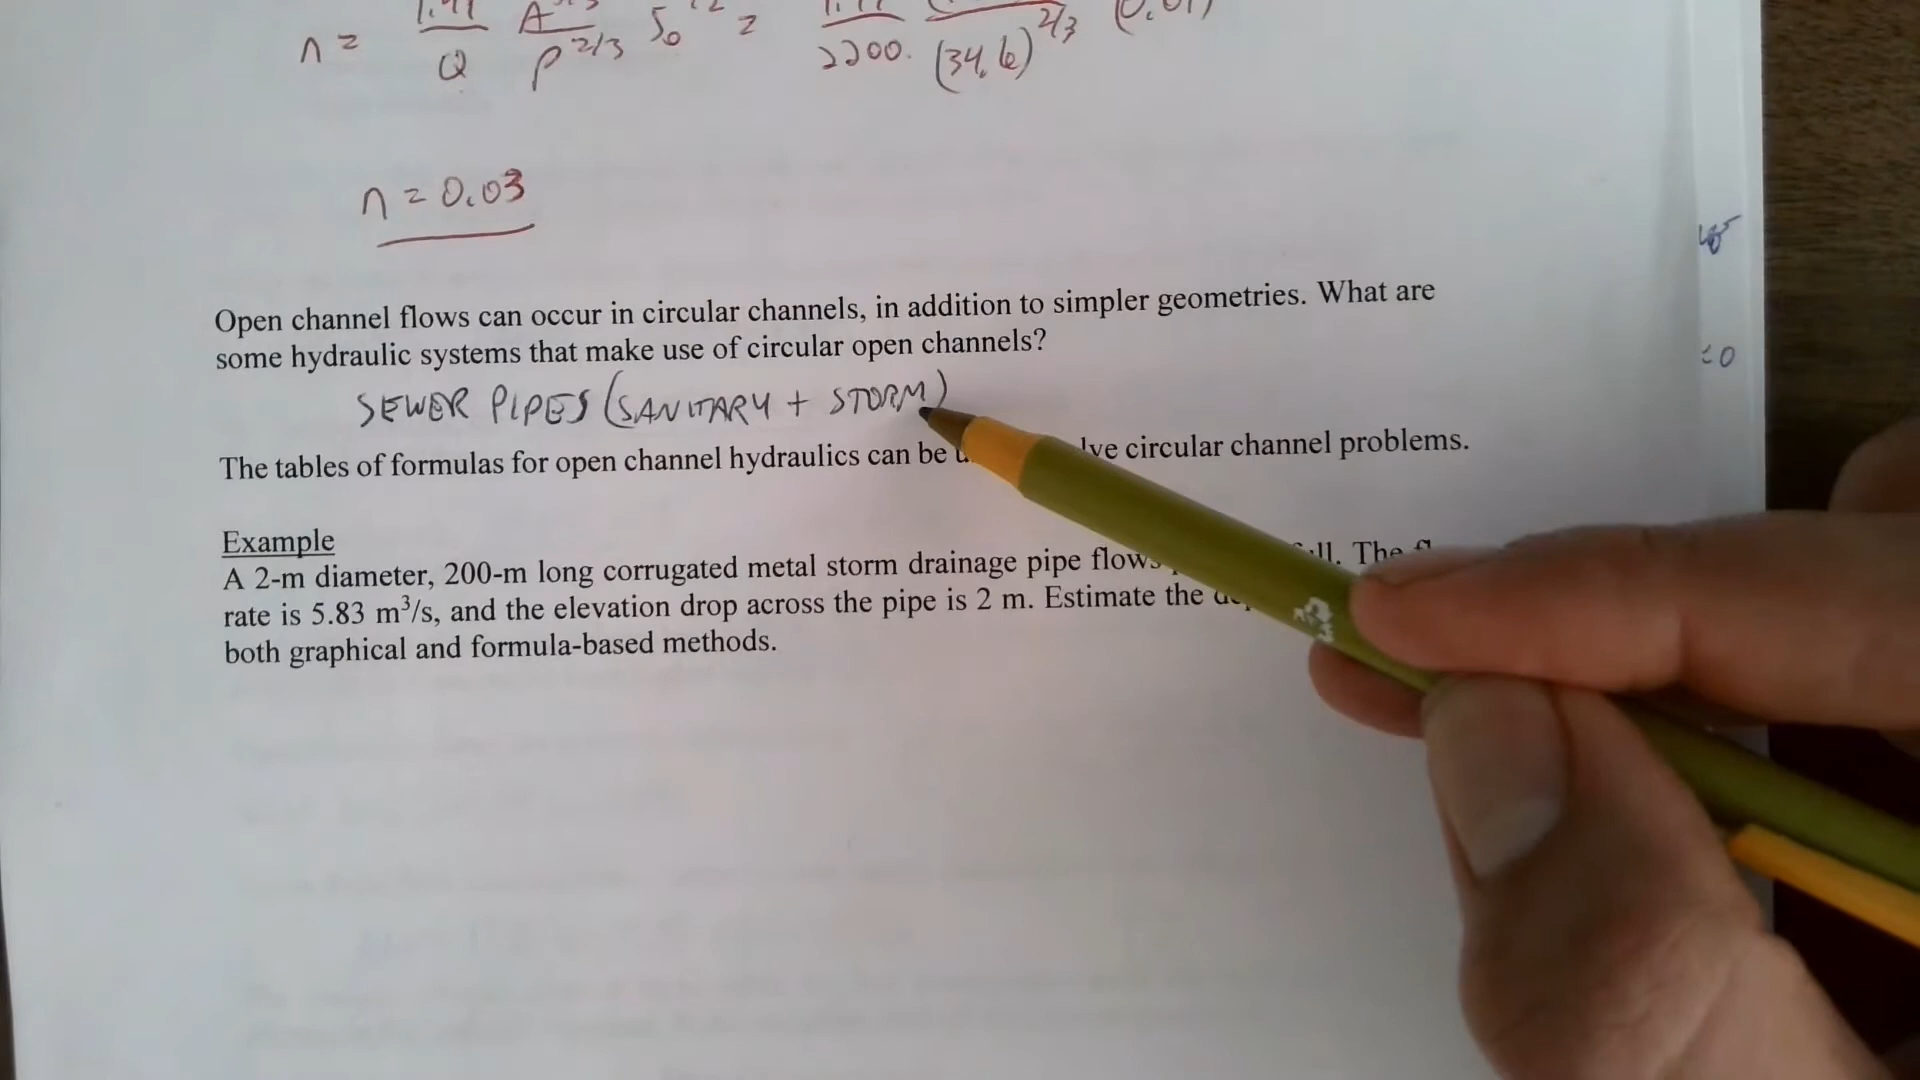 n = 1.49 A S₀ =
Q P^2/3 2200. (34.6)^2/3
n = 0.03
Open channel flows can occur in circular channels, in addition to simpler geometries. What are
some hydraulic systems that make use of circular open channels?
SEWER PIPES (SANITARY + STORM)
The tables of formulas for open channel hydraulics can be circular channel problems.
Example
A 2-m diameter, 200-m long corrugated metal storm drainage pipe The
rate is 5.83 m³/s, and the elevation drop across the pipe is 2 m. Estimate the
both graphical and formula-based methods.